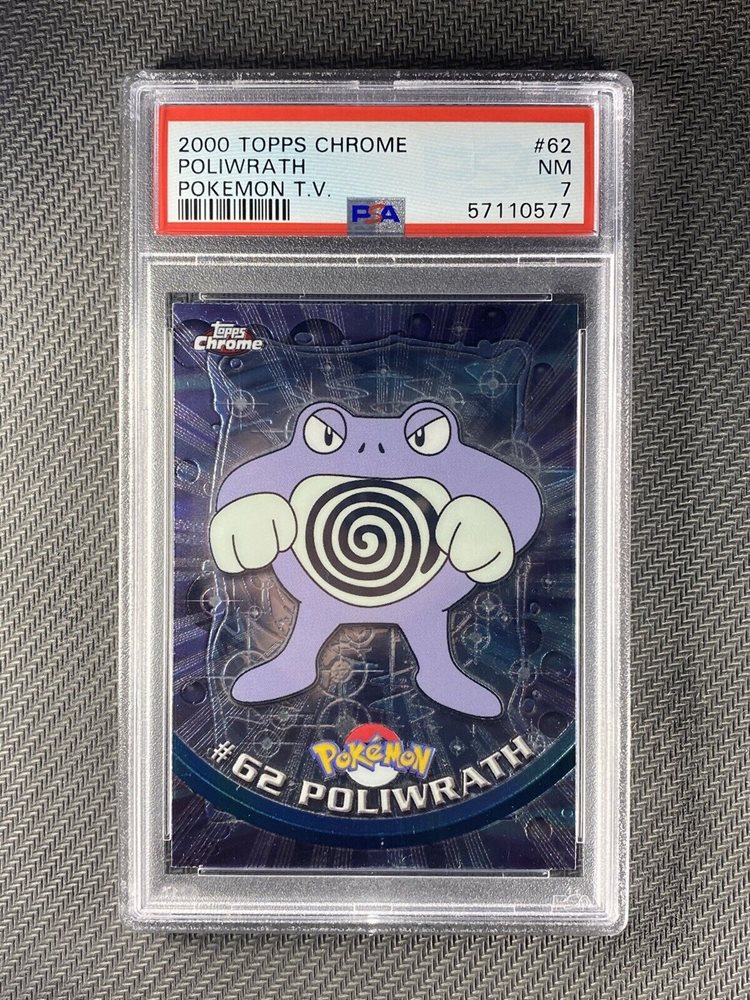 2000 TOPPS CHROME #62
POLIWRATH NM
POKEMON T.V. 7
PSA 57110577
Topps
Chrome
Pokémon
#62 POLIWRATH